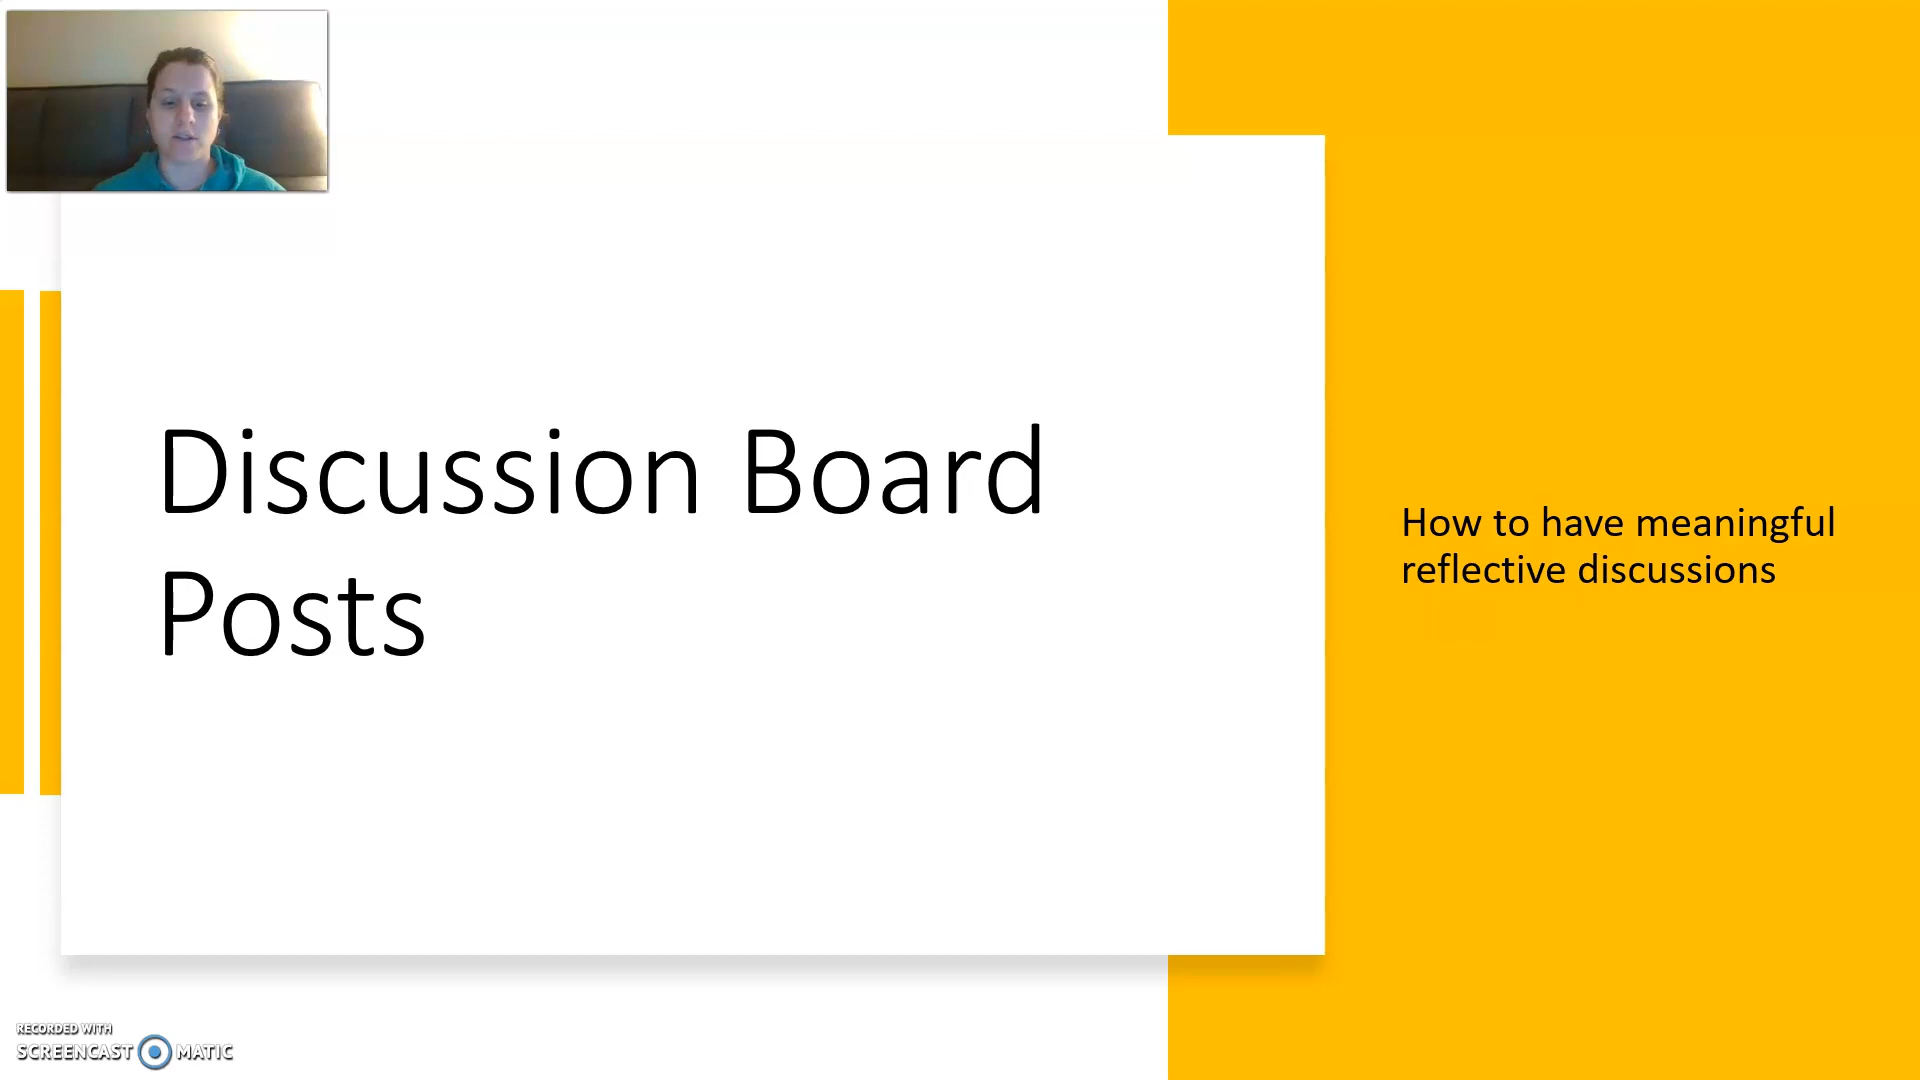 Discussion Board
Posts
How to have meaningful
reflective discussions
RECORDED WITH
SCREENCAST MATIC